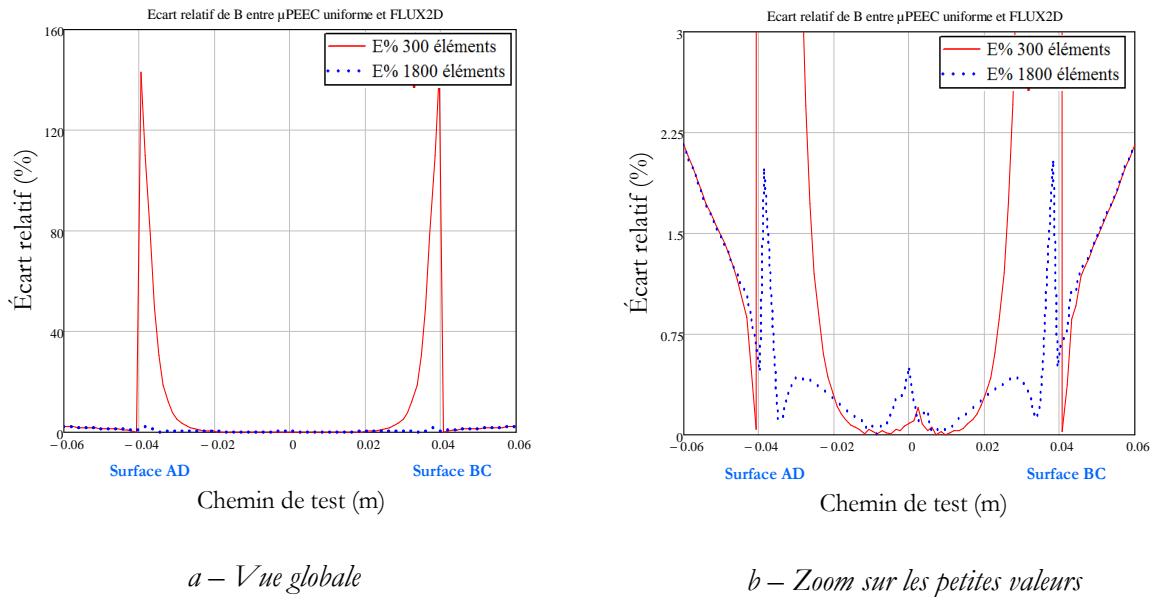 Ecart relatif de B entre µPEEC uniforme et FLUX2D
160
120
80
40
0
Écart relatif (%)
E% 300 éléments
E% 1800 éléments
−0.06
−0.04
−0.02
0
0.02
0.04
0.06
Surface AD
Surface BC
Chemin de test (m)
a – Vue globale
Ecart relatif de B entre µPEEC uniforme et FLUX2D
3
2.25
1.5
0.75
0
Écart relatif (%)
E% 300 éléments
E% 1800 éléments
−0.06
−0.04
−0.02
0
0.02
0.04
0.06
Surface AD
Surface BC
Chemin de test (m)
b – Zoom sur les petites valeurs